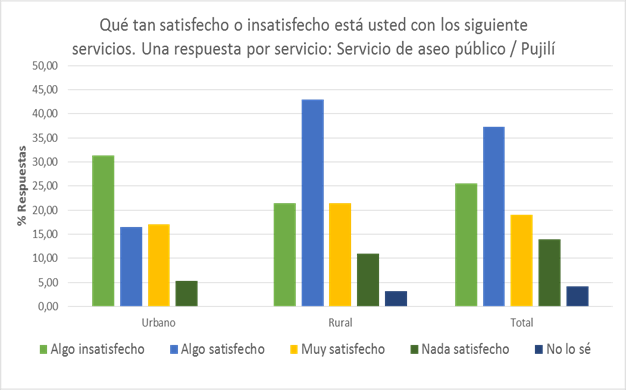 Qué tan satisfecho o insatisfecho está usted con los siguiente
servicios. Una respuesta por servicio: Servicio de aseo público / Pujilí
50,00
45,00
40,00
35,00
30,00
25,00
20,00
15,00
10,00
5,00
0,00
% Respuestas
Urbano Rural Total
Algo insatisfecho Algo satisfecho Muy satisfecho Nada satisfecho No lo sé